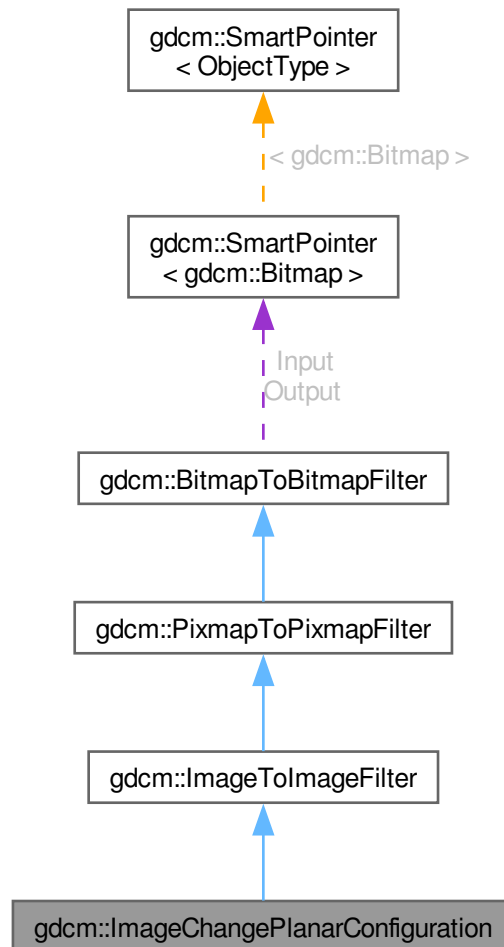 gdcm::SmartPointer
< ObjectType >
< gdcm::Bitmap >
gdcm::SmartPointer
< gdcm::Bitmap >
Input
Output
gdcm::BitmapToBitmapFilter
gdcm::PixmapToPixmapFilter
gdcm::ImageToImageFilter
gdcm::ImageChangePlanarConfiguration